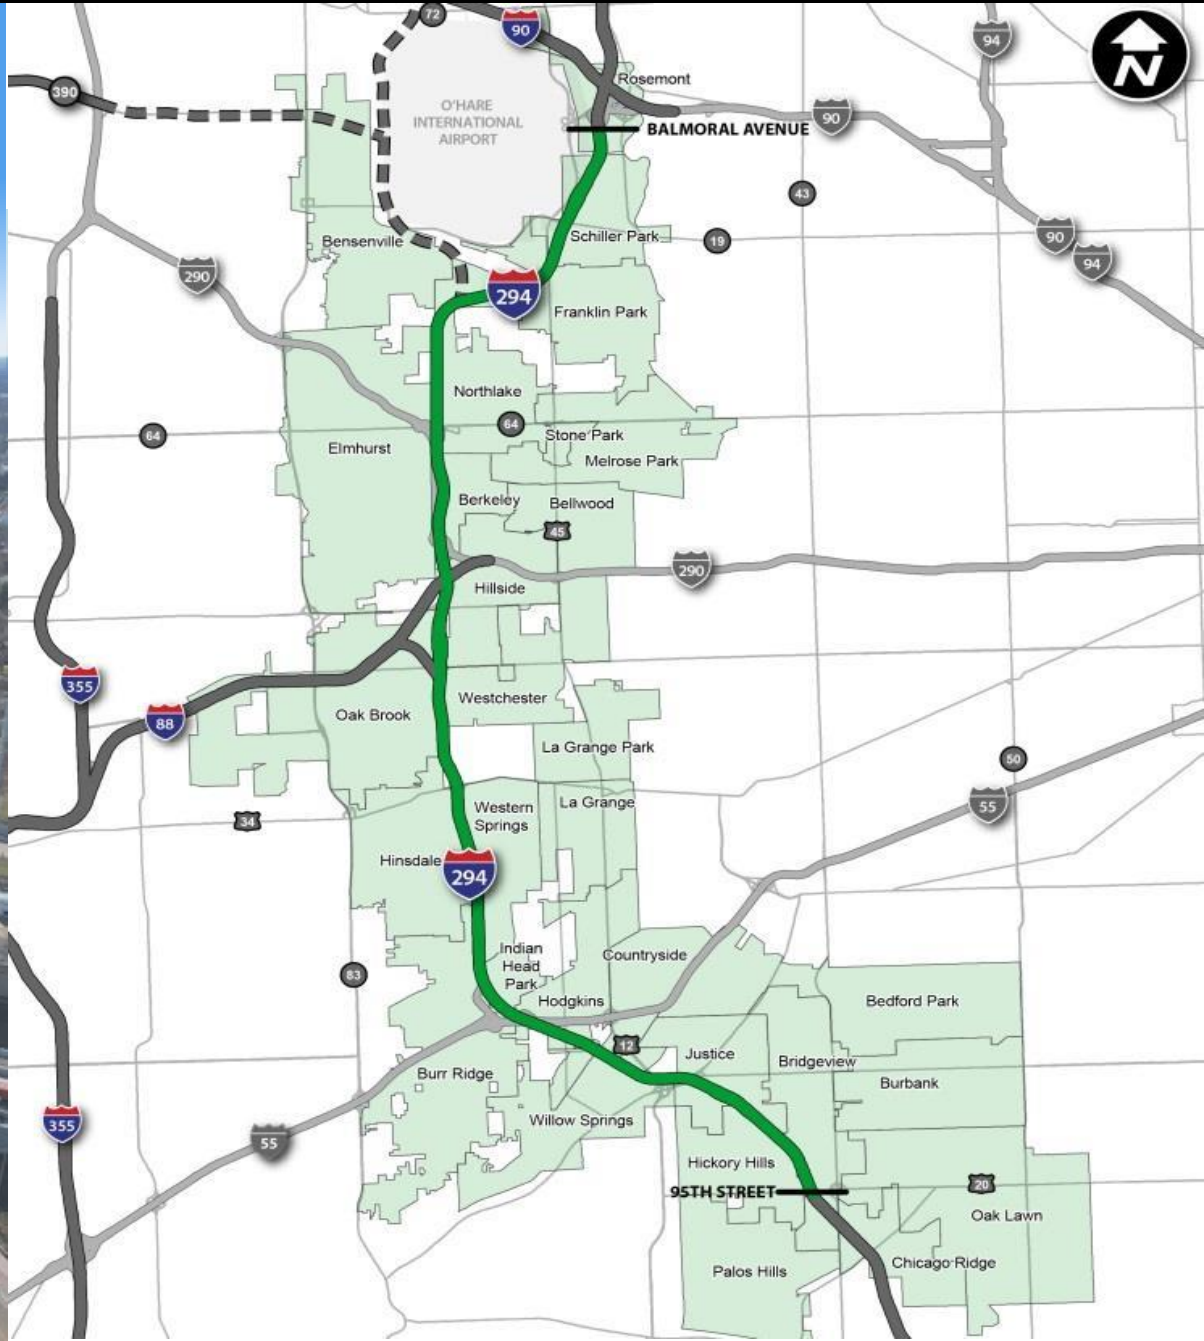 72
90
94
N
Rosemont
390
O'HARE
INTERNATIONAL
AIRPORT
BALMORAL AVENUE
90
43
Bensenville
Schiller Park
19
90
94
290
294
Franklin Park
Northlake
64
64
Stone Park
Elmhurst
Melrose Park
Berkeley
Bellwood
45
290
Hillside
355
88
Oak Brook
Westchester
La Grange Park
50
55
34
Western
Springs
La Grange
Hinsdale
294
83
Indian
Head
Park
Countryside
Hodgkins
Bedford Park
12
Justice
Bridgeview
Burr Ridge
Burbank
355
55
Willow Springs
Hickory Hills
95TH STREET
20
Oak Lawn
Palos Hills
Chicago Ridge